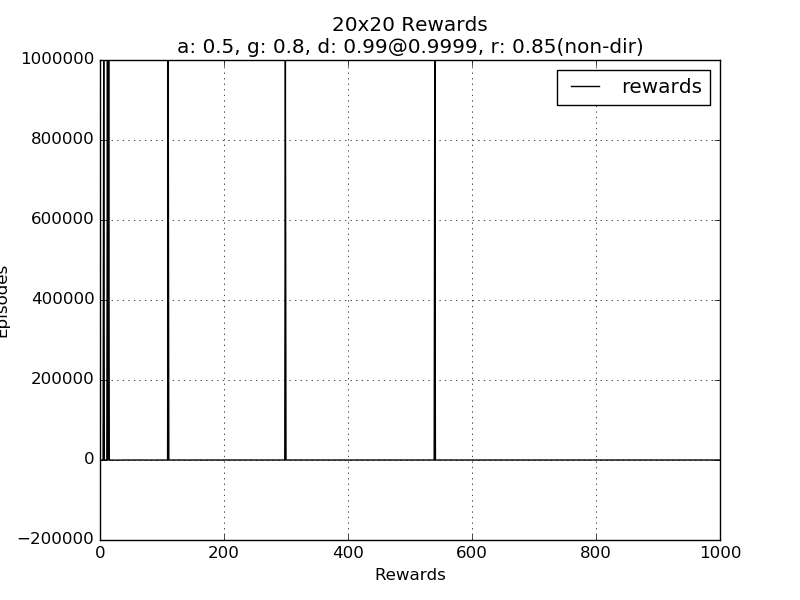 20x20 Rewards
a: 0.5, g: 0.8, d: 0.99@0.9999, r: 0.85(non-dir)
1000000
rewards
800000
600000
400000
Episodes
200000
0
−200000
0 200 400 600 800 1000
Rewards